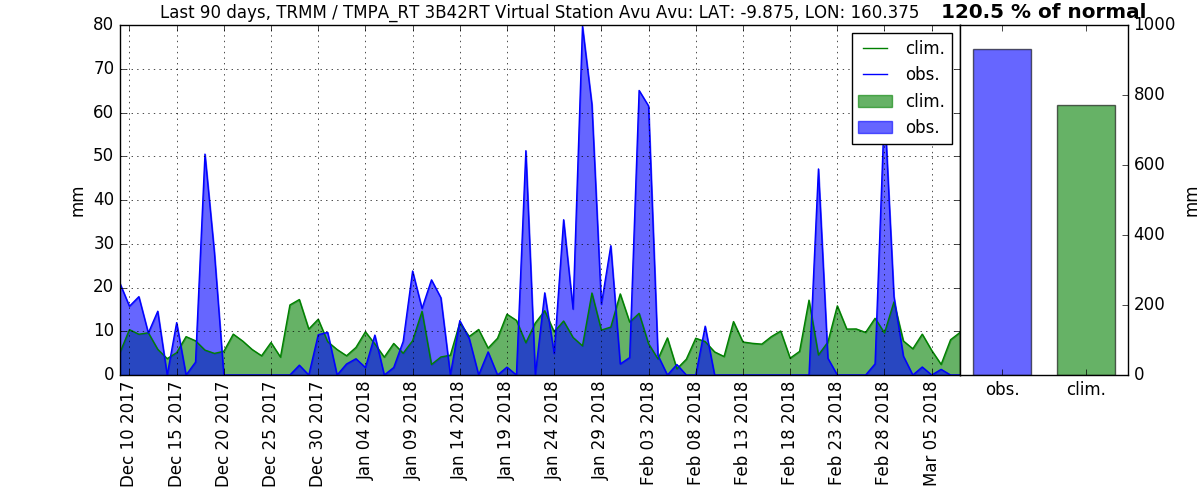 Last 90 days, TRMM / TMPA_RT 3B42RT Virtual Station Avu Avu: LAT: -9.875, LON: 160.375
120.5 % of normal
80
70
60
50
40
30
20
10
0
mm
clim.
obs.
clim.
obs.
Dec 10 2017
Dec 15 2017
Dec 20 2017
Dec 25 2017
Dec 30 2017
Jan 04 2018
Jan 09 2018
Jan 14 2018
Jan 19 2018
Jan 24 2018
Jan 29 2018
Feb 03 2018
Feb 08 2018
Feb 13 2018
Feb 18 2018
Feb 23 2018
Feb 28 2018
Mar 05 2018
1000
800
600
400
200
0
mm
obs.
clim.